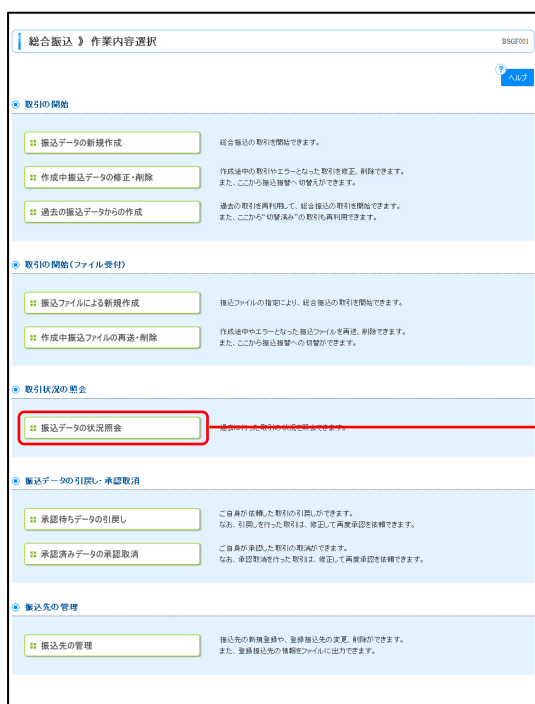 総合振込 》 作業内容選択
BSGF001
?
ヘルプ
取引の開始
振込データの新規作成
総合振込の取引を開始できます。
作成中振込データの修正・削除
作成途中の取引やエラーとなった取引を修正、削除できます。
また、ここから振込振替へ切替えができます。
過去の振込データからの作成
過去の取引を再利用して、総合振込の取引を開始できます。
また、ここから“切替済み”の取引も再利用できます。
取引の開始(ファイル受付)
振込ファイルによる新規作成
振込ファイルの指定により、総合振込の取引を開始できます。
作成中振込ファイルの再送・削除
作成途中やエラーとなった振込ファイルを再送、削除できます。
また、ここから振込振替への切替ができます。
取引状況の照会
振込データの状況照会
過去に行った取引の状況を照会できます。
振込データの引戻し・承認取消
承認待ちデータの引戻し
ご自身が依頼した取引の引戻しができます。
なお、引戻しを行った取引は、修正して再度承認を依頼できます。
承認済みデータの承認取消
ご自身が承認した取引の取消ができます。
なお、承認取消を行った取引は、修正して再度承認を依頼できます。
振込先の管理
振込先の管理
振込先の新規登録や、登録振込先の変更、削除ができます。
また、登録振込先の情報をファイルに出力できます。